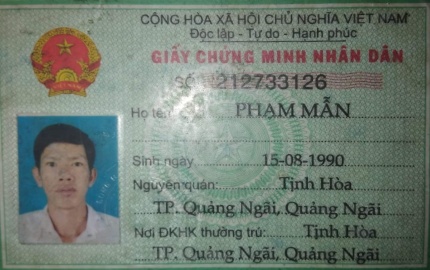 CỘNG HÒA XÃ HỘI CHỦ NGHĨA VIỆT NAM
Độc lập - Tự do - Hạnh phúc
GIẤY CHỨNG MINH NHÂN DÂN
SỐ 212733126
Họ tên PHẠM MẪN
Sinh ngày 15-08-1990
Nguyên quán: Tịnh Hòa
TP. Quảng Ngãi, Quảng Ngãi
Nơi ĐKHK thường trú: Tịnh Hòa
TP. Quảng Ngãi, Quảng Ngãi
VIỆT NAM